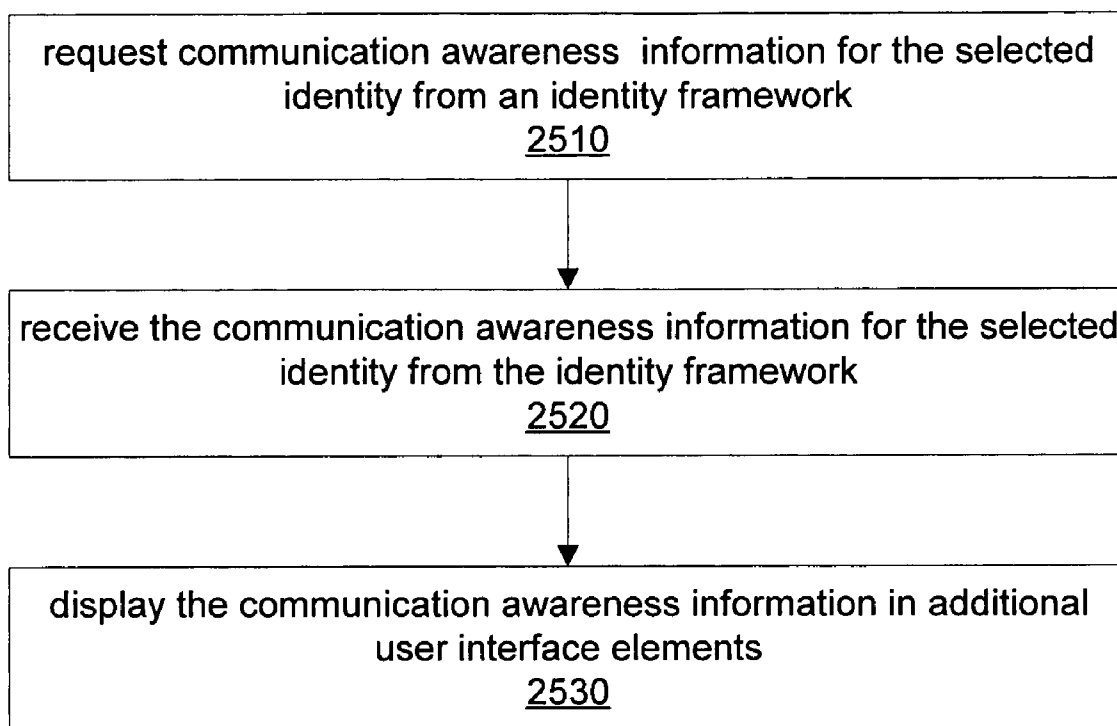 request communication awareness information for the selected
identity from an identity framework
2510
receive the communication awareness information for the selected
identity from the identity framework
2520
display the communication awareness information in additional
user interface elements
2530